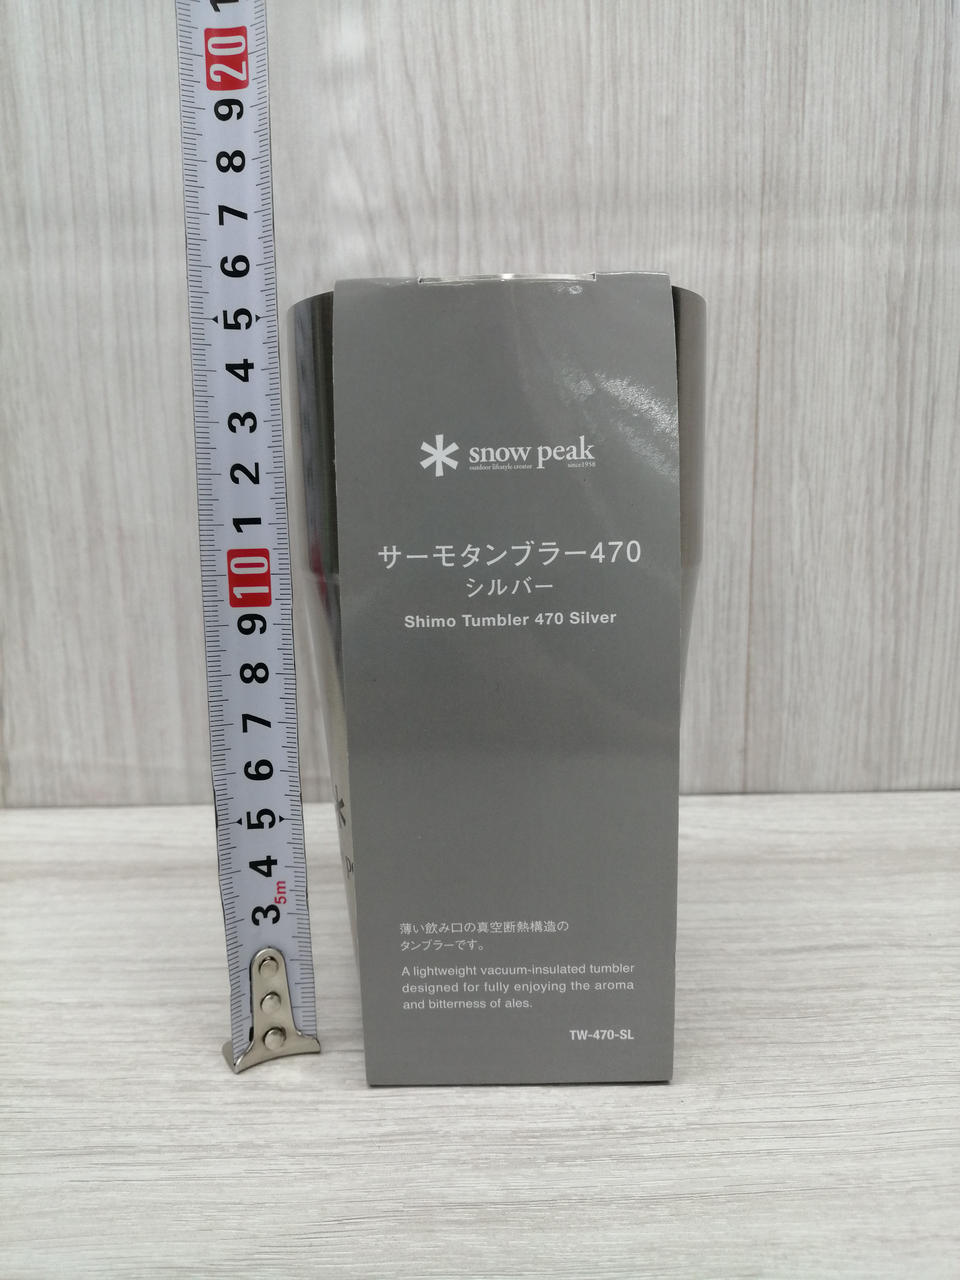 1
20
9
8
7
6
5
4
3
2
1
10
9
8
7
6
5
4
5m
3
snow peak
outdoor lifestyle creator since1958
サーモタンブラー470
シルバー
Shimo Tumbler 470 Silver
薄い飲み口の真空断熱構造の
タンブラーです。
A lightweight vacuum-insulated tumbler
designed for fully enjoying the aroma
and bitterness of ales.
TW-470-SL